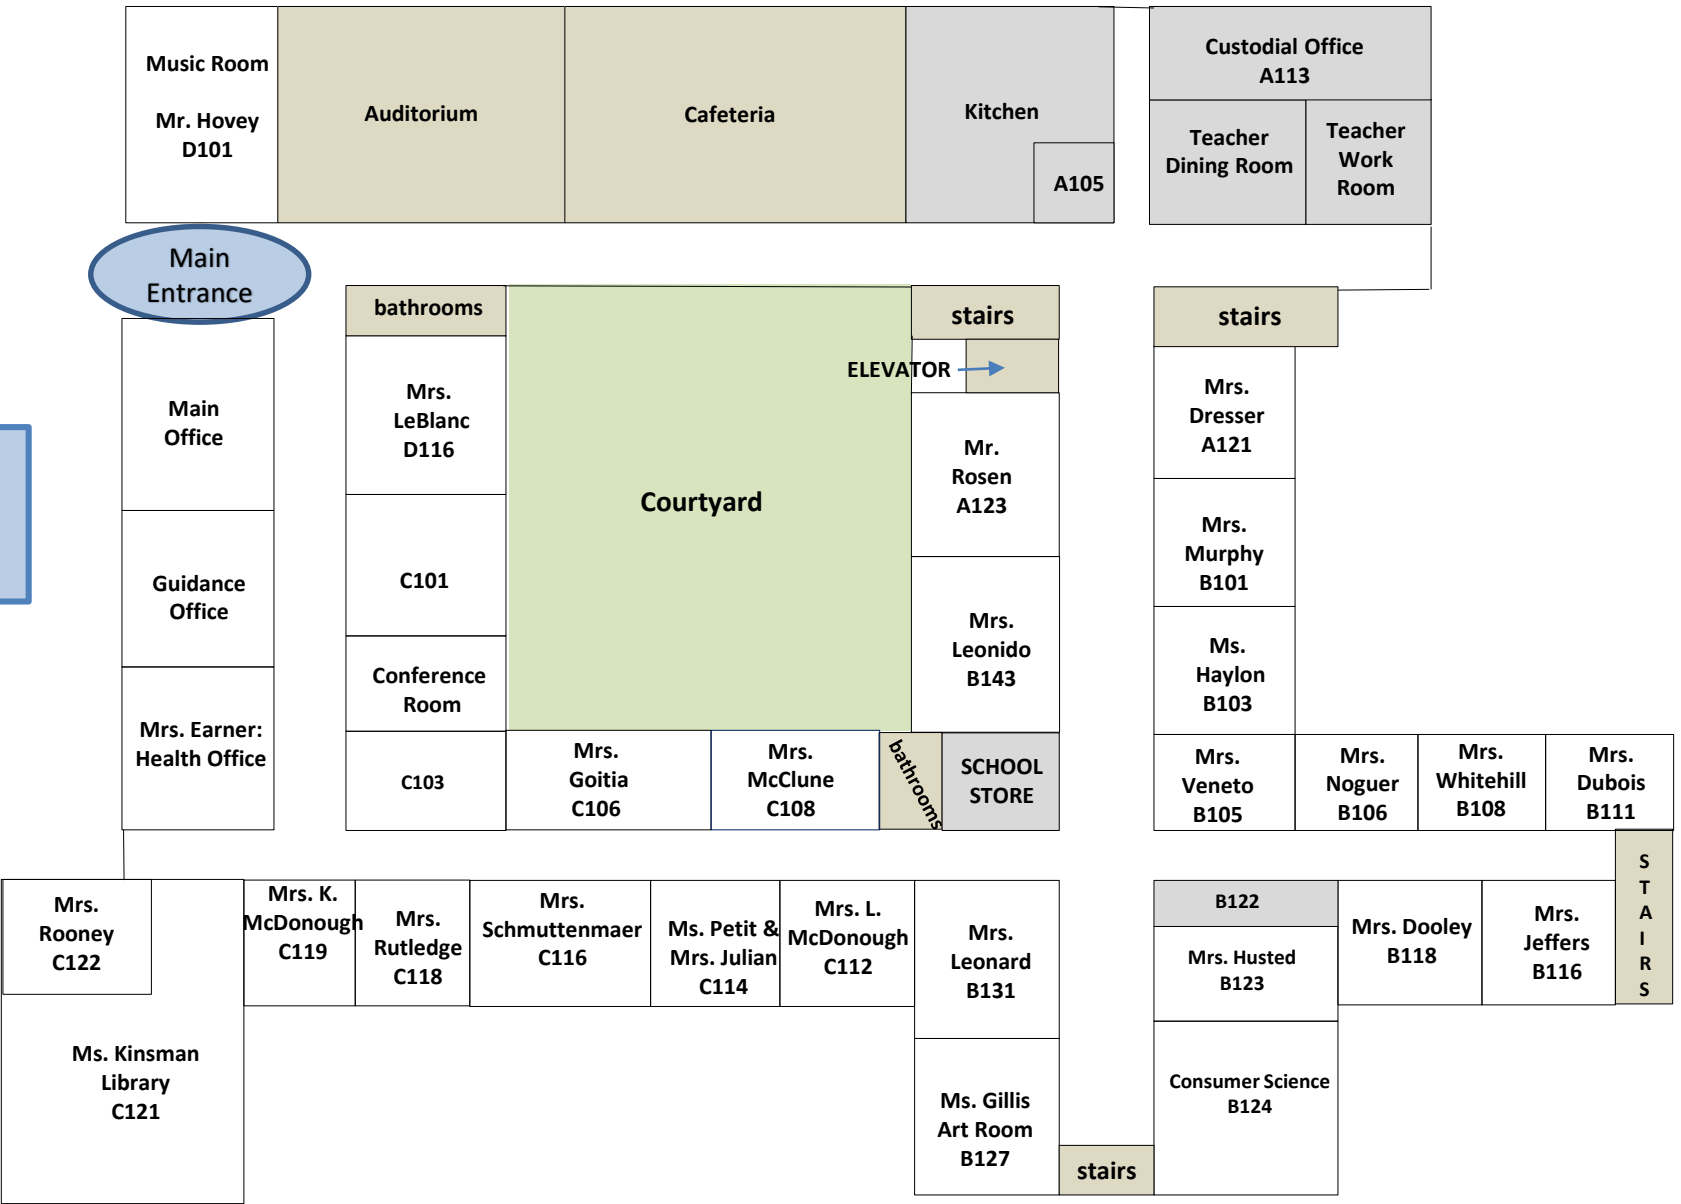 Music Room
Mr. Hovey
D101
Auditorium
Cafeteria
Kitchen
A105
Custodial Office
A113
Teacher
Dining Room
Teacher
Work
Room
Main
Entrance
bathrooms
stairs
stairs
ELEVATOR
Main
Office
Mrs.
LeBlanc
D116
Courtyard
Mr.
Rosen
A123
Mrs.
Dresser
A121
Guidance
Office
C101
Mrs.
Murphy
B101
Mrs.
Leonido
B143
Ms.
Haylon
B103
Conference
Room
Mrs. Earner:
Health Office
C103
Mrs.
Goitia
C106
Mrs.
McClune
C108
bathrooms
SCHOOL
STORE
Mrs.
Veneto
B105
Mrs.
Noguer
B106
Mrs.
Whitehill
B108
Mrs.
Dubois
B111
STAIRS
Mrs.
Rooney
C122
Mrs. K.
McDonough
C119
Mrs.
Rutledge
C118
Mrs.
Schmuttenmaer
C116
Ms. Petit &
Mrs. Julian
C114
Mrs. L.
McDonough
C112
Mrs.
Leonard
B131
B122
Mrs. Husted
B123
Mrs. Dooley
B118
Mrs.
Jeffers
B116
Ms. Kinsman
Library
C121
Ms. Gillis
Art Room
B127
Consumer Science
B124
stairs